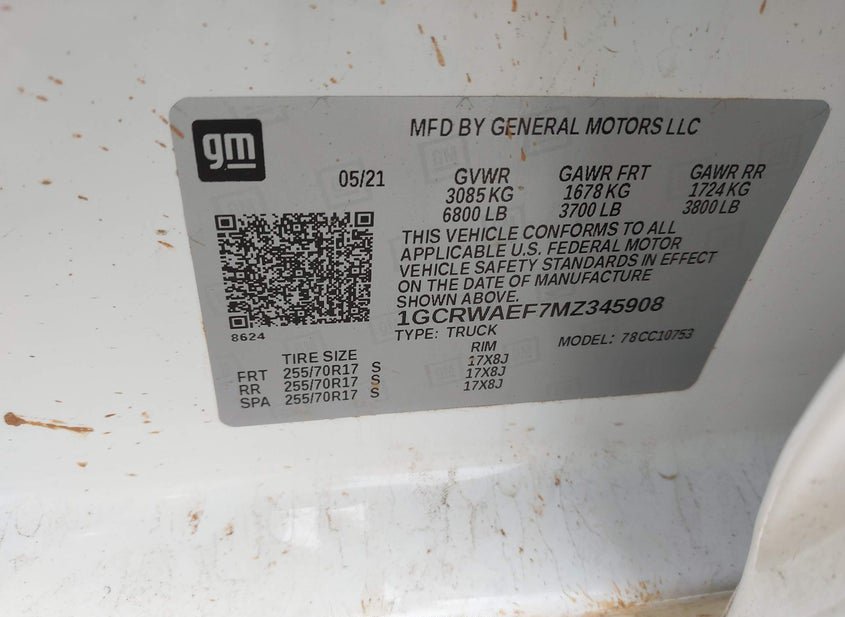 gm
MFD BY GENERAL MOTORS LLC
05/21 GVWR GAWR FRT GAWR RR
3085 KG 1678 KG 1724 KG
6800 LB 3700 LB 3800 LB
THIS VEHICLE CONFORMS TO ALL
APPLICABLE U.S. FEDERAL MOTOR
VEHICLE SAFETY STANDARDS IN EFFECT
ON THE DATE OF MANUFACTURE
SHOWN ABOVE.
1GCRWAEF7MZ345908
8624
TYPE: TRUCK MODEL: 78CC10753
TIRE SIZE RIM
FRT 255/70R17 S 17X8J
RR 255/70R17 S 17X8J
SPA 255/70R17 S 17X8J